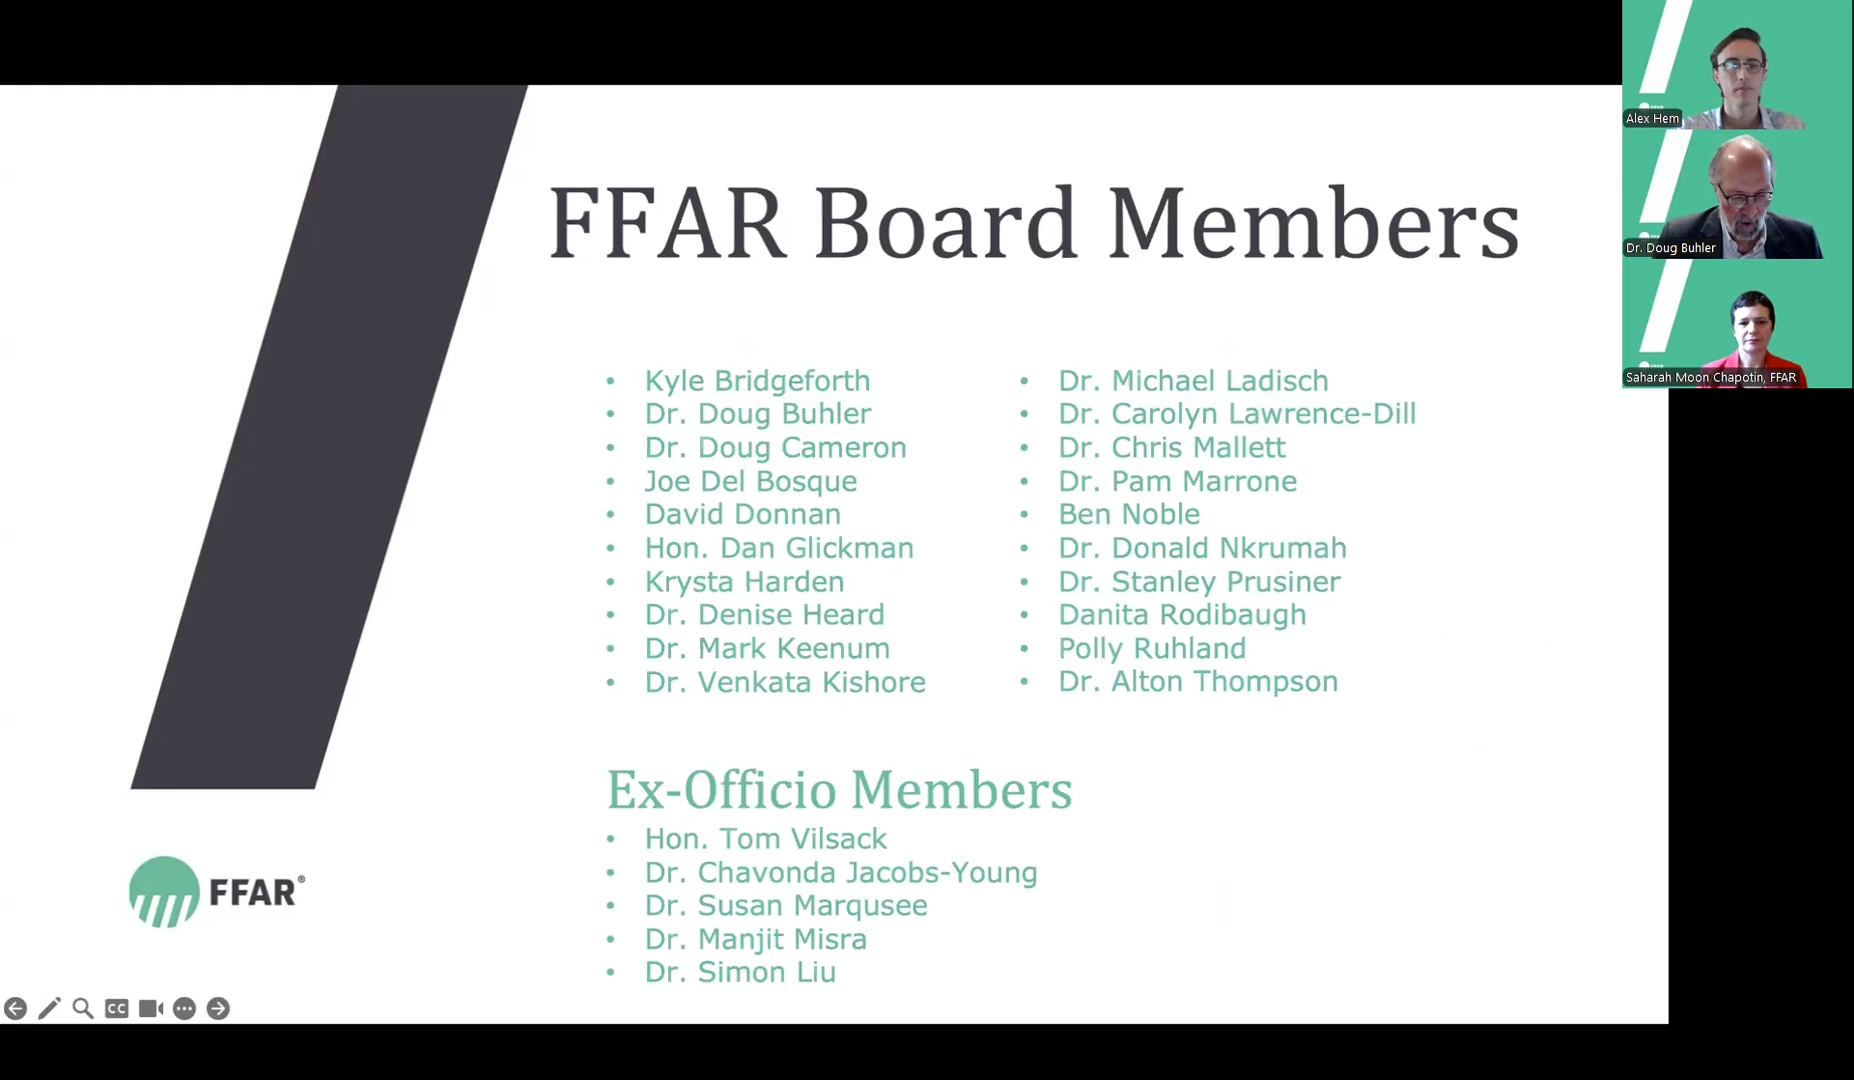 FFAR Board Members
• Kyle Bridgeforth
• Dr. Doug Buhler
• Dr. Doug Cameron
• Joe Del Bosque
• David Donnan
• Hon. Dan Glickman
• Krysta Harden
• Dr. Denise Heard
• Dr. Mark Keenum
• Dr. Venkata Kishore
• Dr. Michael Ladisch
• Dr. Carolyn Lawrence-Dill
• Dr. Chris Mallett
• Dr. Pam Marrone
• Ben Noble
• Dr. Donald Nkrumah
• Dr. Stanley Prusiner
• Danita Rodibaugh
• Polly Ruhland
• Dr. Alton Thompson
Ex-Officio Members
• Hon. Tom Vilsack
• Dr. Chavonda Jacobs-Young
• Dr. Susan Marqusee
• Dr. Manjit Misra
• Dr. Simon Liu
FFAR®
CC
Alex Hem
Dr. Doug Buhler
Saharah Moon Chapotin, FFAR